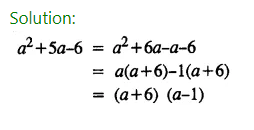 Solution:
a²+5a-6 = a²+6a-a-6
= a(a+6)-1(a+6)
= (a+6) (a-1)